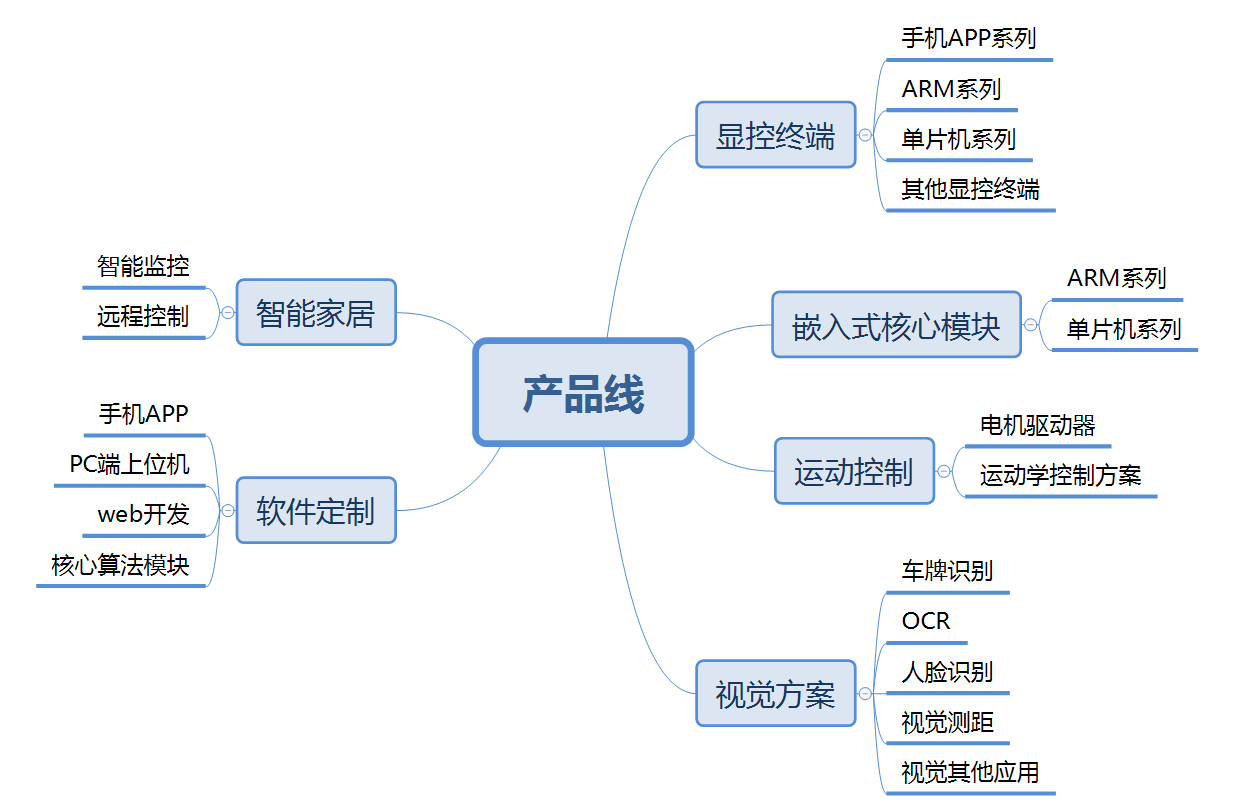 产品线
显控终端
手机APP系列
ARM系列
单片机系列
其他显控终端
嵌入式核心模块
ARM系列
单片机系列
运动控制
电机驱动器
运动学控制方案
视觉方案
车牌识别
OCR
人脸识别
视觉测距
视觉其他应用
智能家居
智能监控
远程控制
软件定制
手机APP
PC端上位机
web开发
核心算法模块